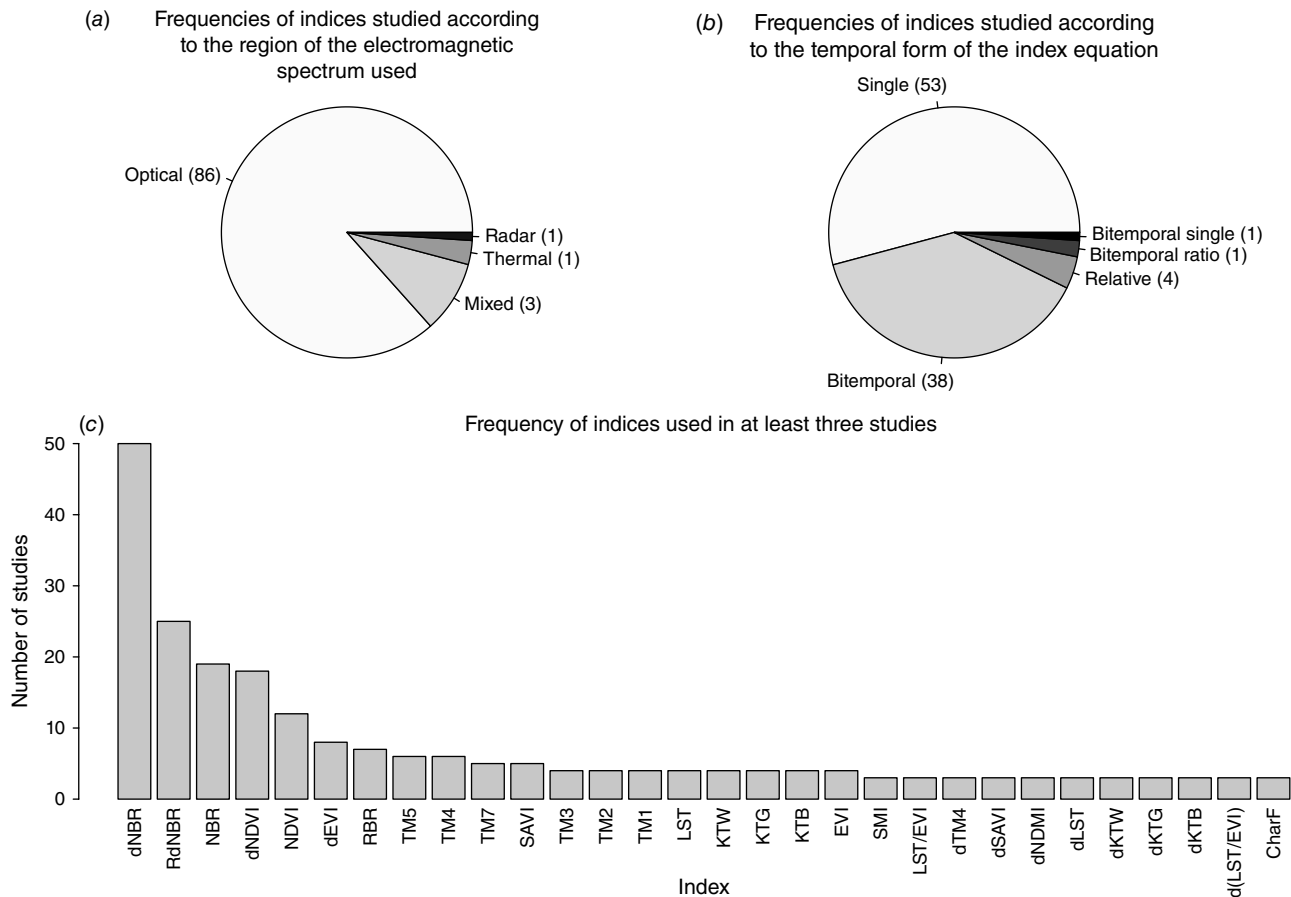 (a) Frequencies of indices studied according
to the region of the electromagnetic
spectrum used
Optical (86)
Radar (1)
Thermal (1)
Mixed (3)
(b) Frequencies of indices studied according
to the temporal form of the index equation
Single (53)
Bitemporal single (1)
Bitemporal ratio (1)
Relative (4)
Bitemporal (38)
(c) Frequency of indices used in at least three studies
Number of studies
50
40
30
20
10
0
dNBR
RdNBR
NBR
dNDVI
NDVI
dEVI
RBR
TM5
TM4
TM7
SAVI
TM3
TM2
TM1
LST
KTW
KTG
KTB
EVI
SMI
LST/EVI
dTM4
dSAVI
dNDMI
dLST
dKTW
dKTG
dKTB
d(LST/EVI)
CharF
Index